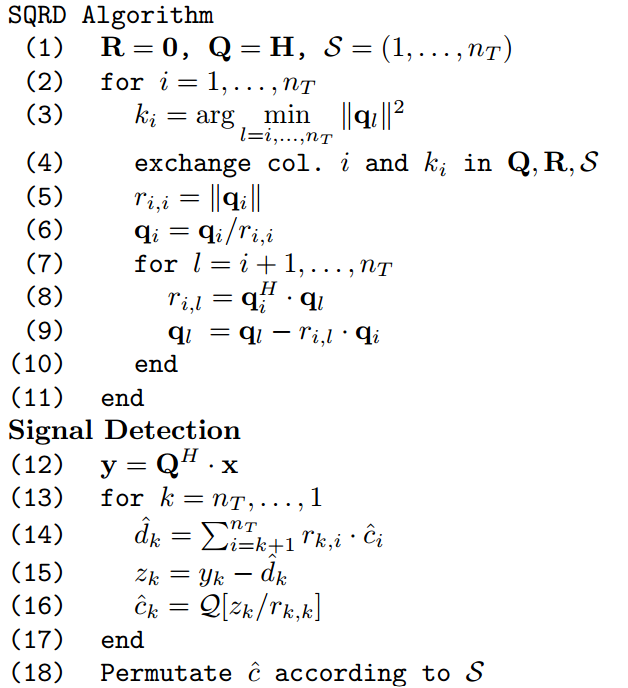 SQRD Algorithm
(1) R = 0, Q = H, 𝒮 = (1, . . . , n_T)
(2) for i = 1, . . . , n_T
(3) k_i = arg min_{l=i,...,n_T} ‖q_l‖²
(4) exchange col. i and k_i in Q, R, 𝒮
(5) r_{i,i} = ‖q_i‖
(6) q_i = q_i/r_{i,i}
(7) for l = i + 1, . . . , n_T
(8) r_{i,l} = q_i^H · q_l
(9) q_l = q_l − r_{i,l} · q_i
(10) end
(11) end
Signal Detection
(12) y = Q^H · x
(13) for k = n_T, . . . , 1
(14) d̂_k = ∑_{i=k+1}^{n_T} r_{k,i} · ĉ_i
(15) z_k = y_k − d̂_k
(16) ĉ_k = 𝒬[z_k/r_{k,k}]
(17) end
(18) Permutate ĉ according to 𝒮